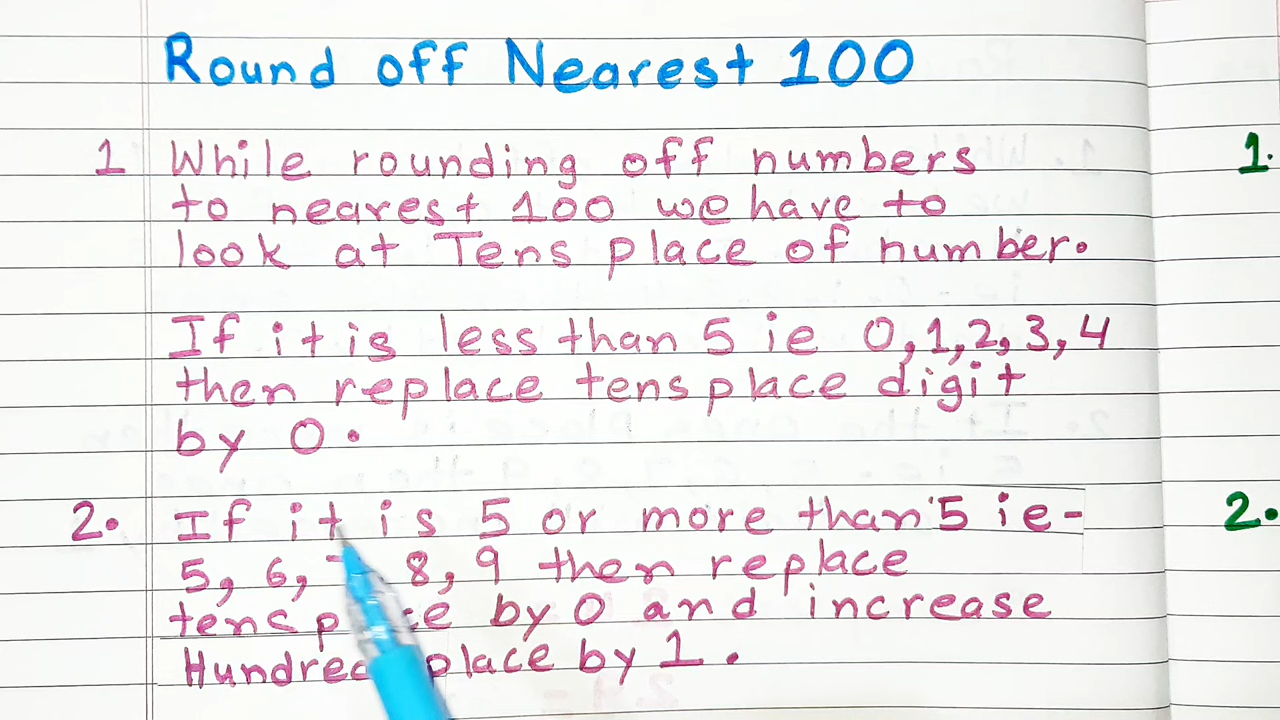 Round off Nearest 100
1 While rounding off numbers
to nearest 100 we have to
look at Tens place of number.
If it is less than 5 ie 0,1,2,3,4
then replace tens place digit
by 0.
2. If it is 5 or more than 5 ie-
5, 6, 8, 9 then replace
by 0 and increase
place by 1.
1.
2.